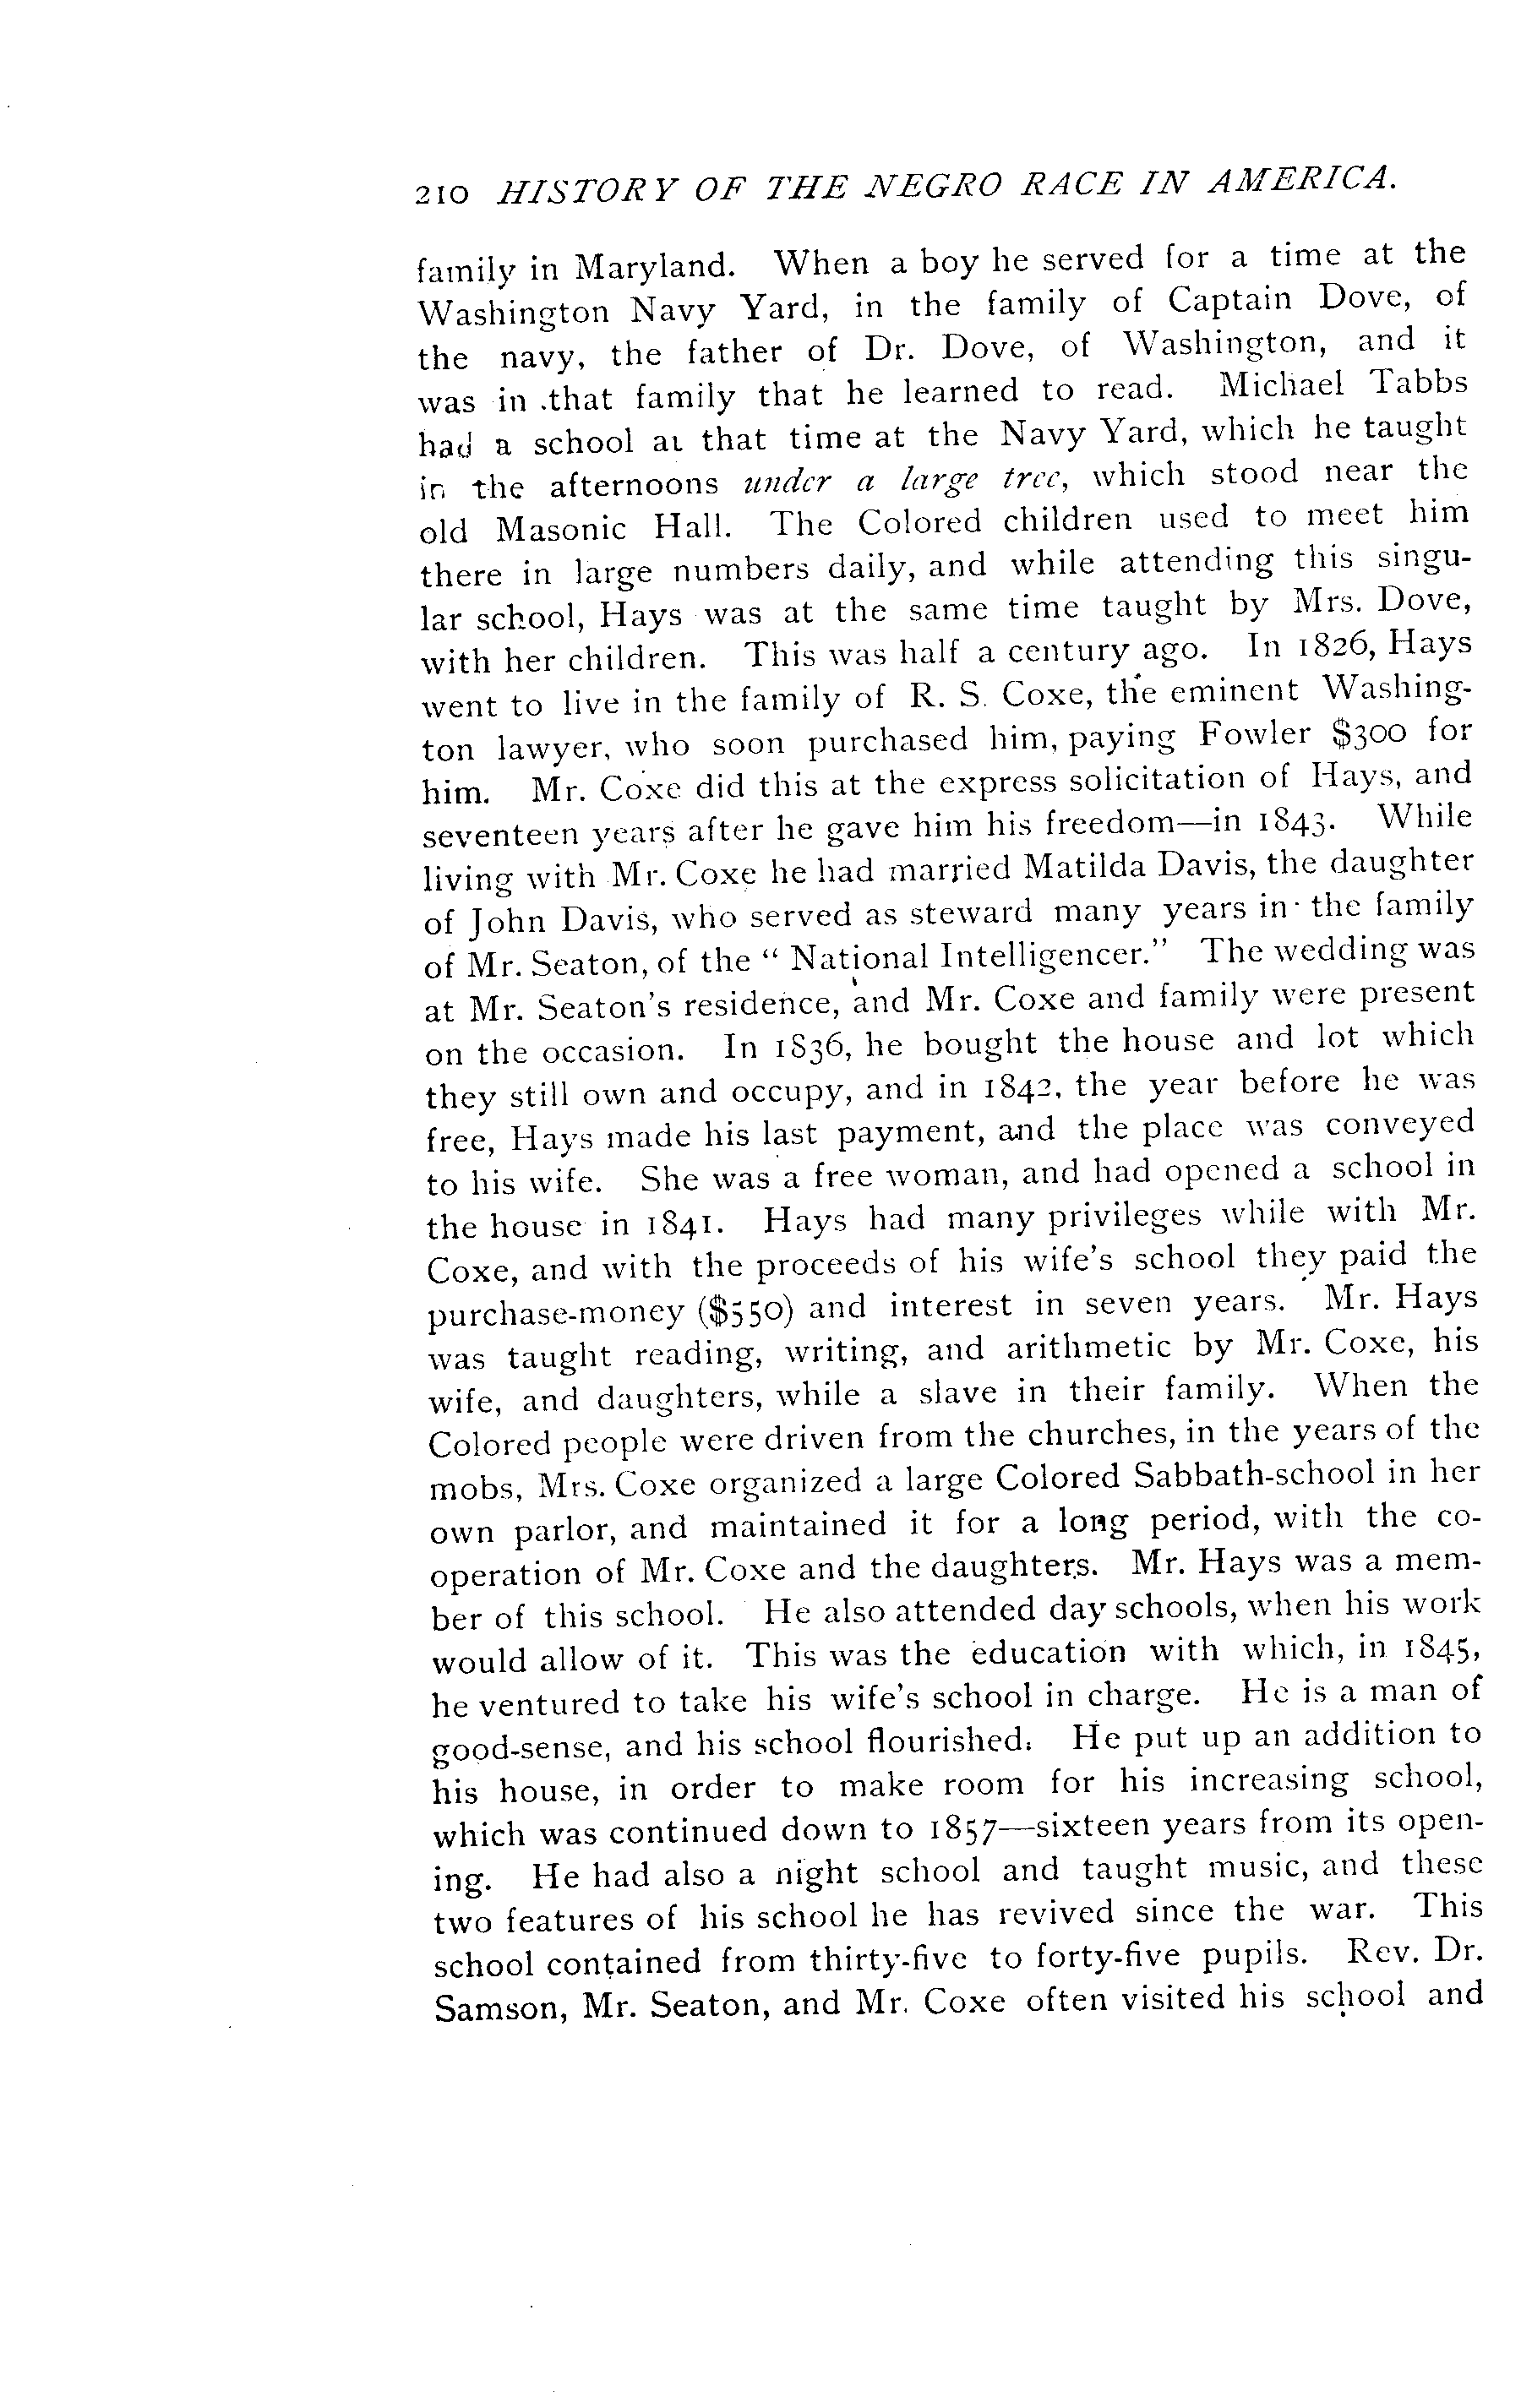 210 HISTORY OF THE NEGRO RACE IN AMERICA.
family in Maryland. When a boy he served for a time at the
Washington Navy Yard, in the family of Captain Dove, of
the navy, the father of Dr. Dove, of Washington, and it
was in that family that he learned to read. Michael Tabbs
had a school at that time at the Navy Yard, which he taught
in the afternoons under a large tree, which stood near the
old Masonic Hall. The Colored children used to meet him
there in large numbers daily, and while attending this singu-
lar school, Hays was at the same time taught by Mrs. Dove,
with her children. This was half a century ago. In 1826, Hays
went to live in the family of R. S. Coxe, the eminent Washing-
ton lawyer, who soon purchased him, paying Fowler $300 for
him. Mr. Coxe did this at the express solicitation of Hays, and
seventeen years after he gave him his freedom—in 1843. While
living with Mr. Coxe he had married Matilda Davis, the daughter
of John Davis, who served as steward many years in the family
of Mr. Seaton, of the “ National Intelligencer.” The wedding was
at Mr. Seaton's residence, and Mr. Coxe and family were present
on the occasion. In 1836, he bought the house and lot which
they still own and occupy, and in 1842, the year before he was
free, Hays made his last payment, and the place was conveyed
to his wife. She was a free woman, and had opened a school in
the house in 1841. Hays had many privileges while with Mr.
Coxe, and with the proceeds of his wife's school they paid the
purchase-money ($550) and interest in seven years. Mr. Hays
was taught reading, writing, and arithmetic by Mr. Coxe, his
wife, and daughters, while a slave in their family. When the
Colored people were driven from the churches, in the years of the
mobs, Mrs. Coxe organized a large Colored Sabbath-school in her
own parlor, and maintained it for a long period, with the co-
operation of Mr. Coxe and the daughters. Mr. Hays was a mem-
ber of this school. He also attended day schools, when his work
would allow of it. This was the education with which, in 1845,
he ventured to take his wife's school in charge. He is a man of
good-sense, and his school flourished. He put up an addition to
his house, in order to make room for his increasing school,
which was continued down to 1857—sixteen years from its open-
ing. He had also a night school and taught music, and these
two features of his school he has revived since the war. This
school contained from thirty-five to forty-five pupils. Rev. Dr.
Samson, Mr. Seaton, and Mr. Coxe often visited his school and